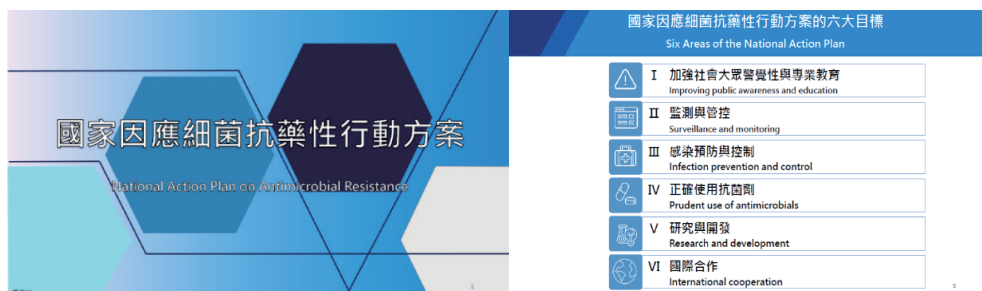 國家因應細菌抗藥性行動方案
National Action Plan on Antimicrobial Resistance
國家因應細菌抗藥性行動方案的六大目標
Six Areas of the National Action Plan
I 加強社會大眾警覺性與專業教育
Improving public awareness and education
II 監測與管控
Surveillance and monitoring
III 感染預防與控制
Infection prevention and control
IV 正確使用抗菌劑
Prudent use of antimicrobials
V 研究與開發
Research and development
VI 國際合作
International cooperation
5